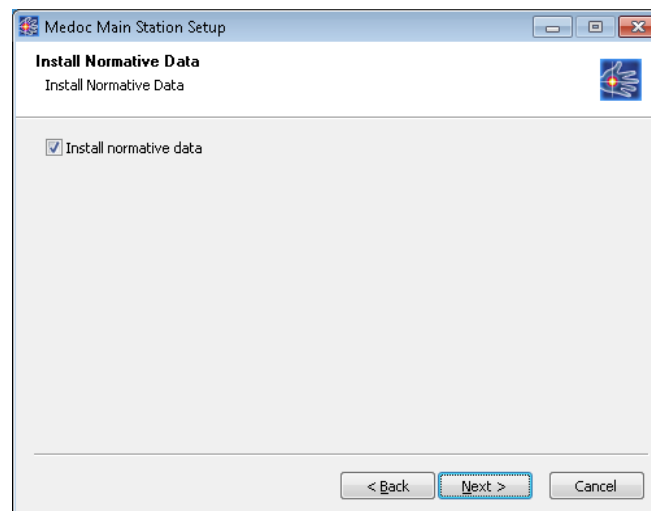 Medoc Main Station Setup
Install Normative Data
Install Normative Data
Install normative data
< Back
Next >
Cancel